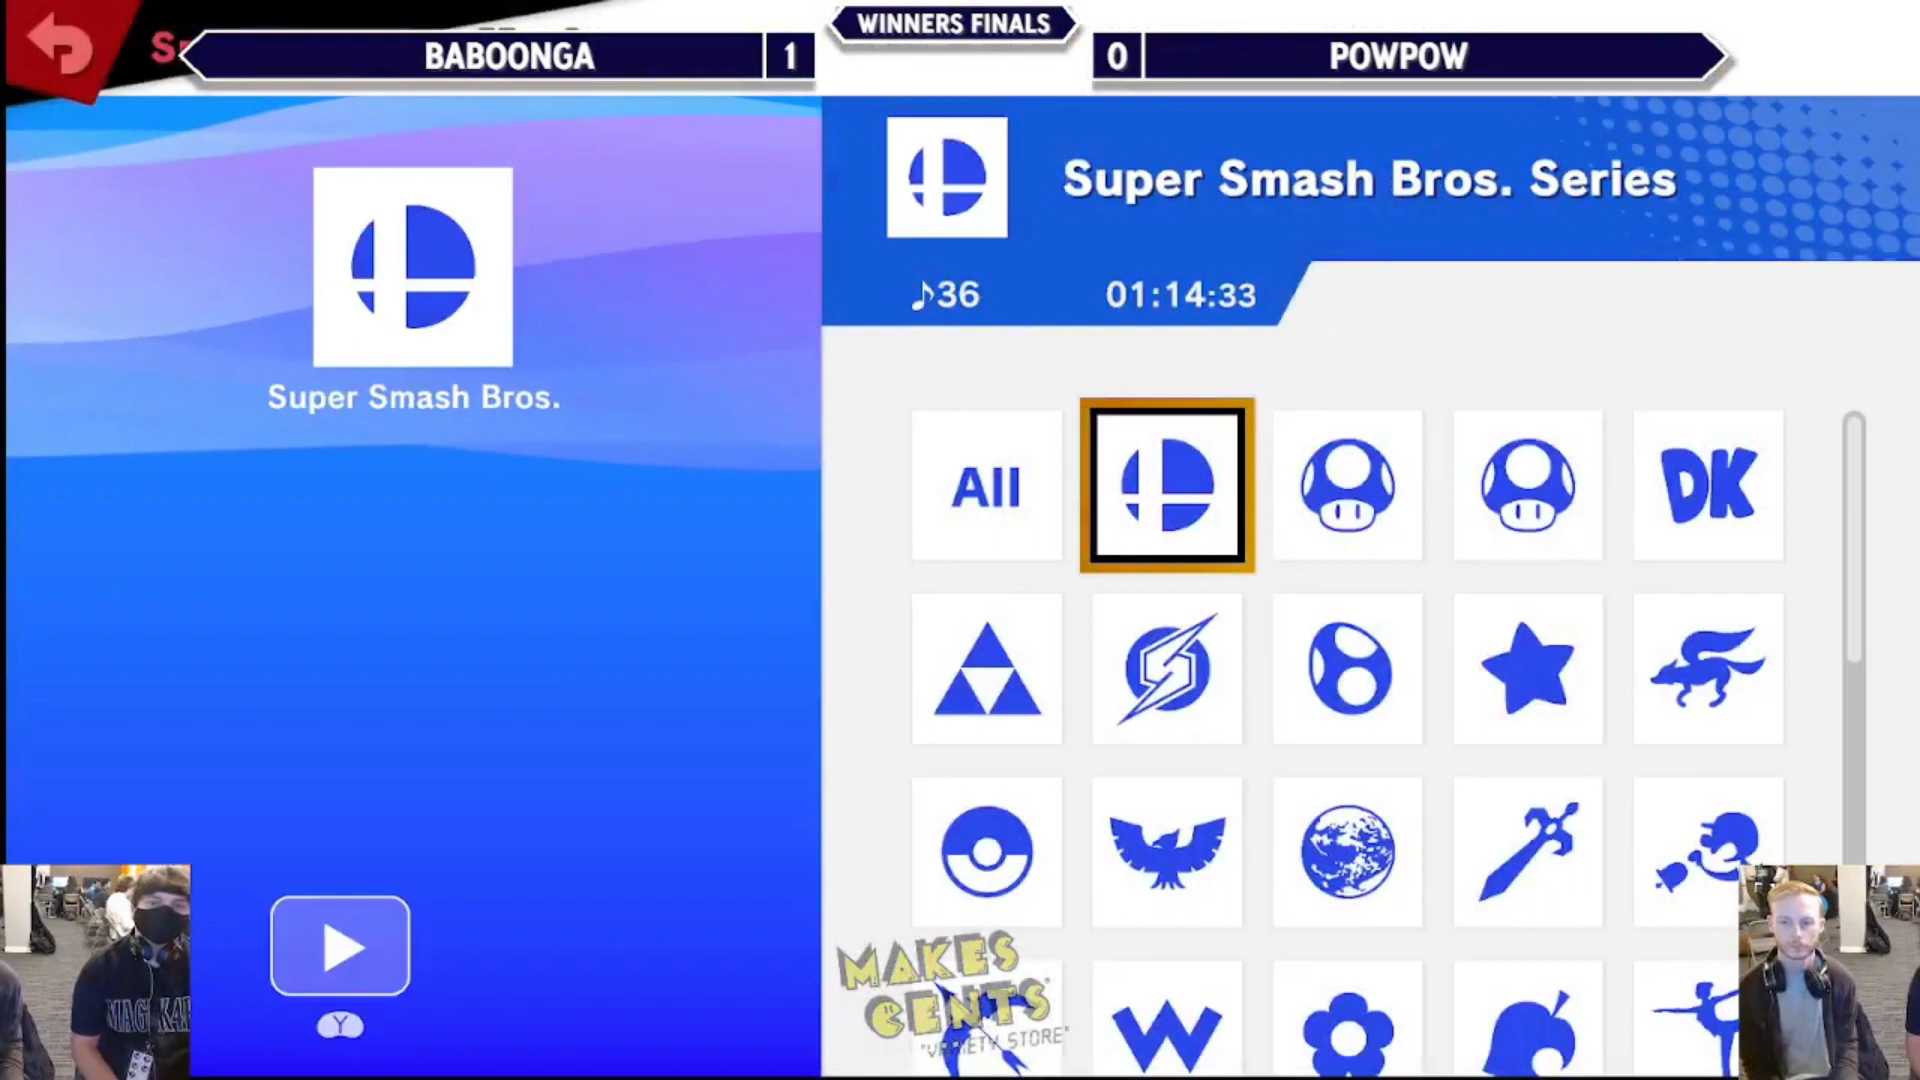 WINNERS FINALS
BABOONGA 1
0 POWPOW
Super Smash Bros. Series
♪36 01:14:33
Super Smash Bros.
All
DK
MAKES
"CENTS"
"VARIETY STORE"
Y